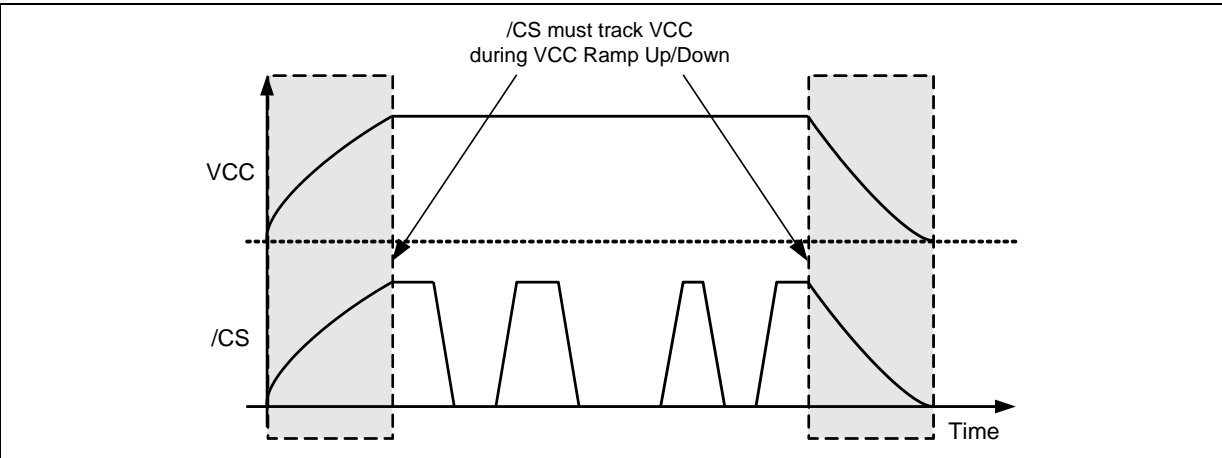 /CS must track VCC
during VCC Ramp Up/Down
VCC
/CS
Time